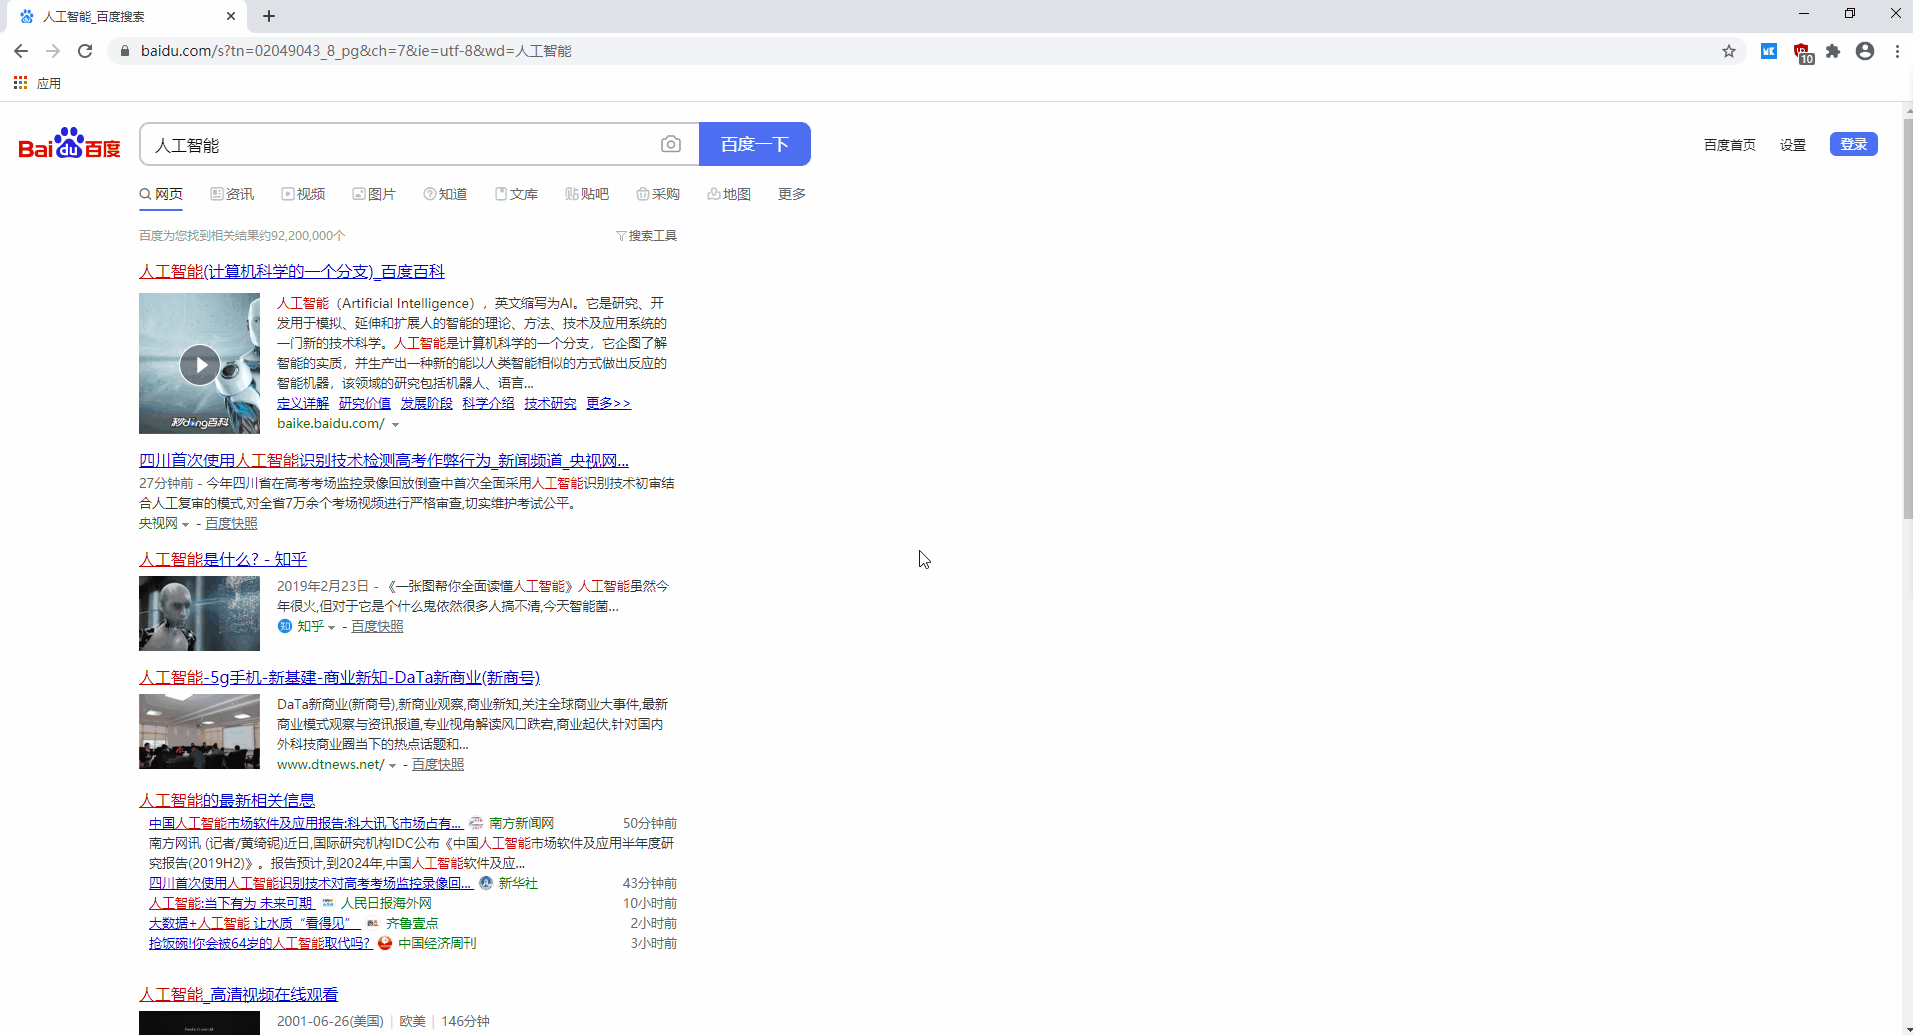 人工智能_百度搜索
baidu.com/s?tn=02049043_8_pg&ch=7&ie=utf-8&wd=人工智能
10
应用
Bai du 百度
人工智能
百度一下
百度首页 设置 登录
网页 资讯 视频 图片 知道 文库 贴吧 采购 地图 更多
百度为您找到相关结果约92,200,000个 搜索工具
人工智能(计算机科学的一个分支)_百度百科
人工智能（Artificial Intelligence），英文缩写为AI。它是研究、开
发用于模拟、延伸和扩展人的智能的理论、方法、技术及应用系统的
一门新的技术科学。人工智能是计算机科学的一个分支，它企图了解
智能的实质，并生产出一种新的能以人类智能相似的方式做出反应的
智能机器，该领域的研究包括机器人、语言...
定义详解 研究价值 发展阶段 科学介绍 技术研究 更多>>
秒dǒng百科
baike.baidu.com/
四川首次使用人工智能识别技术检测高考作弊行为_新闻频道_央视网...
27分钟前 - 今年四川省在高考考场监控录像回放倒查中首次全面采用人工智能识别技术初审结
合人工复审的模式,对全省7万余个考场视频进行严格审查,切实维护考试公平。
央视网 - 百度快照
人工智能是什么? - 知乎
2019年2月23日 - 《一张图帮你全面读懂人工智能》人工智能虽然今
年很火,但对于它是个什么鬼依然很多人搞不清,今天智能菌...
知 知乎 - 百度快照
人工智能-5g手机-新基建-商业新知-DaTa新商业(新商号)
DaTa新商业(新商号),新商业观察,商业新知,关注全球商业大事件,最新
商业模式观察与资讯报道,专业视角解读风口跌宕,商业起伏,针对国内
外科技商业圈当下的热点话题和...
www.dtnews.net/ - 百度快照
人工智能的最新相关信息
中国人工智能市场软件及应用报告:科大讯飞市场占有... 南方新闻网 50分钟前
南方网讯 (记者/黄绮铌)近日,国际研究机构IDC公布《中国人工智能市场软件及应用半年度研
究报告(2019H2)》。报告预计,到2024年,中国人工智能软件及应...
四川首次使用人工智能识别技术对高考考场监控录像回... 新华社 43分钟前
人工智能:当下有为 未来可期 人民日报海外网 10小时前
大数据+人工智能 让水质“看得见” 齐鲁壹点 2小时前
抢饭碗!你会被64岁的人工智能取代吗? 中国经济周刊 3小时前
人工智能_高清视频在线观看
2001-06-26(美国) | 欧美 | 146分钟